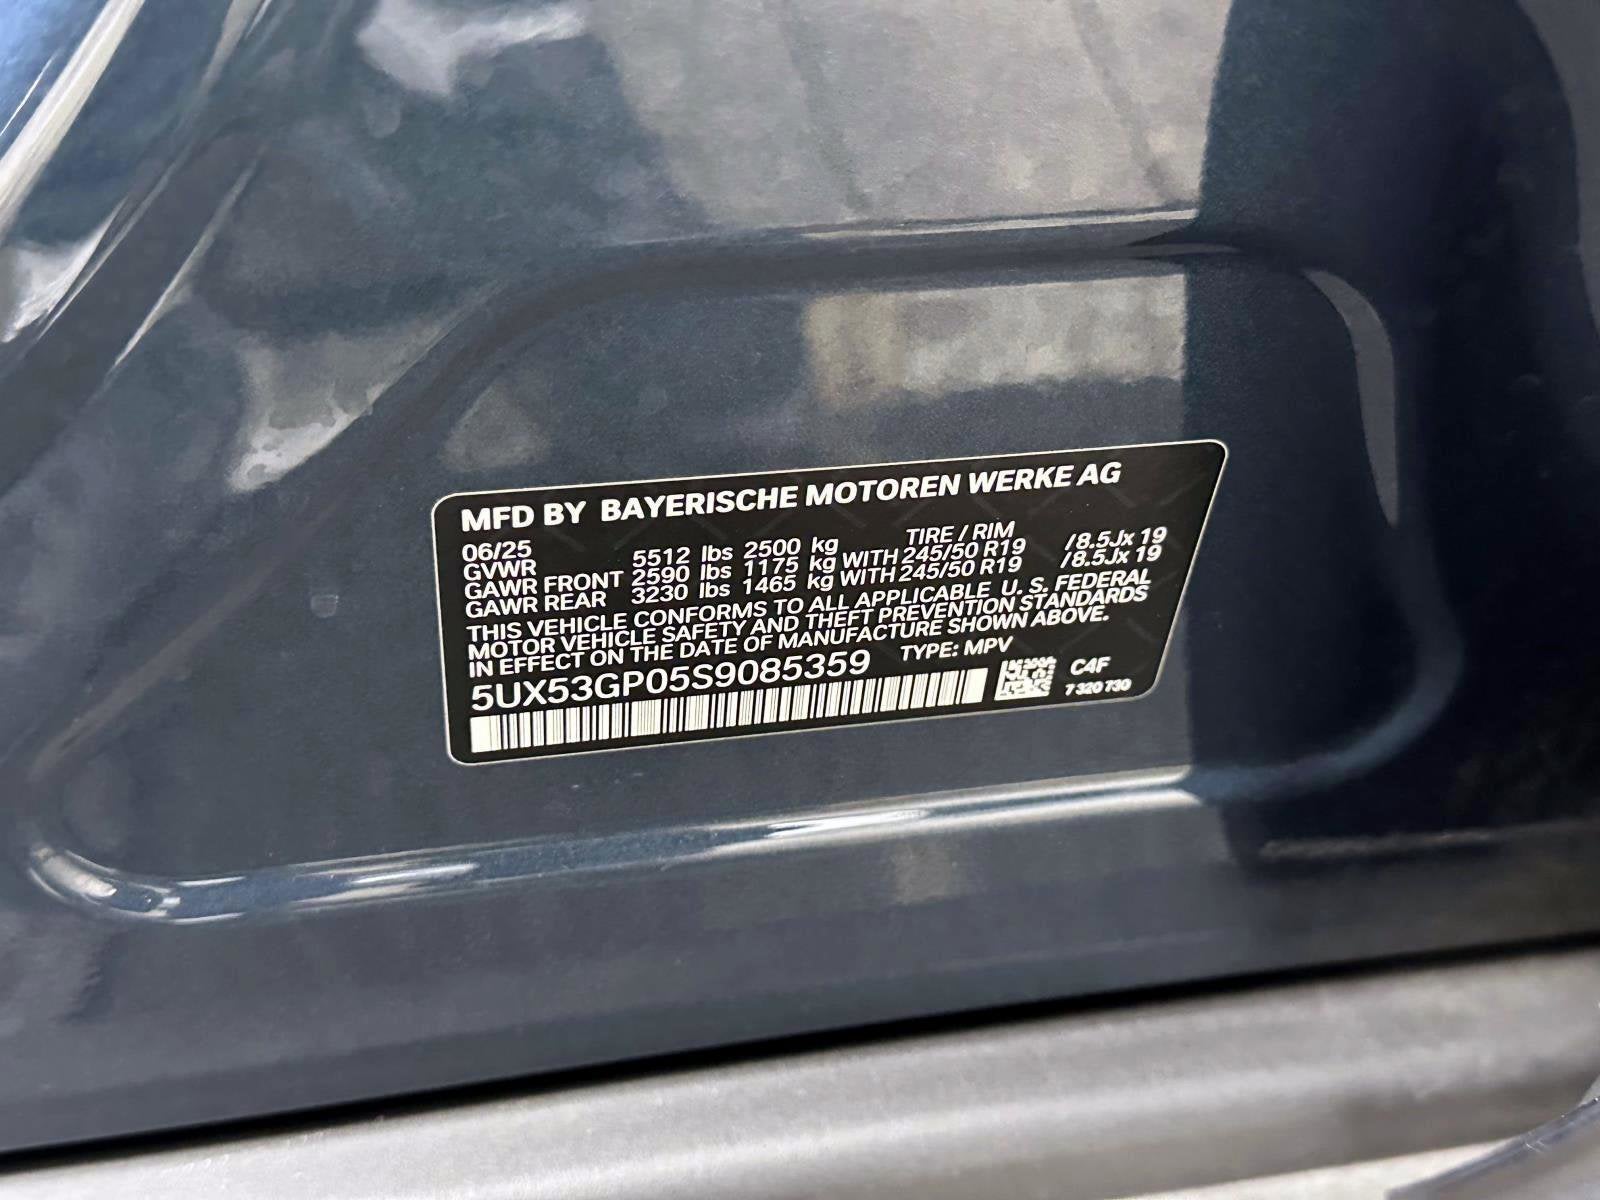 MFD BY BAYERISCHE MOTOREN WERKE AG
06/25 TIRE / RIM
GVWR 5512 lbs 2500 kg
GAWR FRONT 2590 lbs 1175 kg WITH 245/50 R19 /8.5Jx 19
GAWR REAR 3230 lbs 1465 kg WITH 245/50 R19 /8.5Jx 19
THIS VEHICLE CONFORMS TO ALL APPLICABLE U. S. FEDERAL
MOTOR VEHICLE SAFETY AND THEFT PREVENTION STANDARDS
IN EFFECT ON THE DATE OF MANUFACTURE SHOWN ABOVE.
5UX53GP05S9085359 TYPE: MPV
C4F
7 320 730